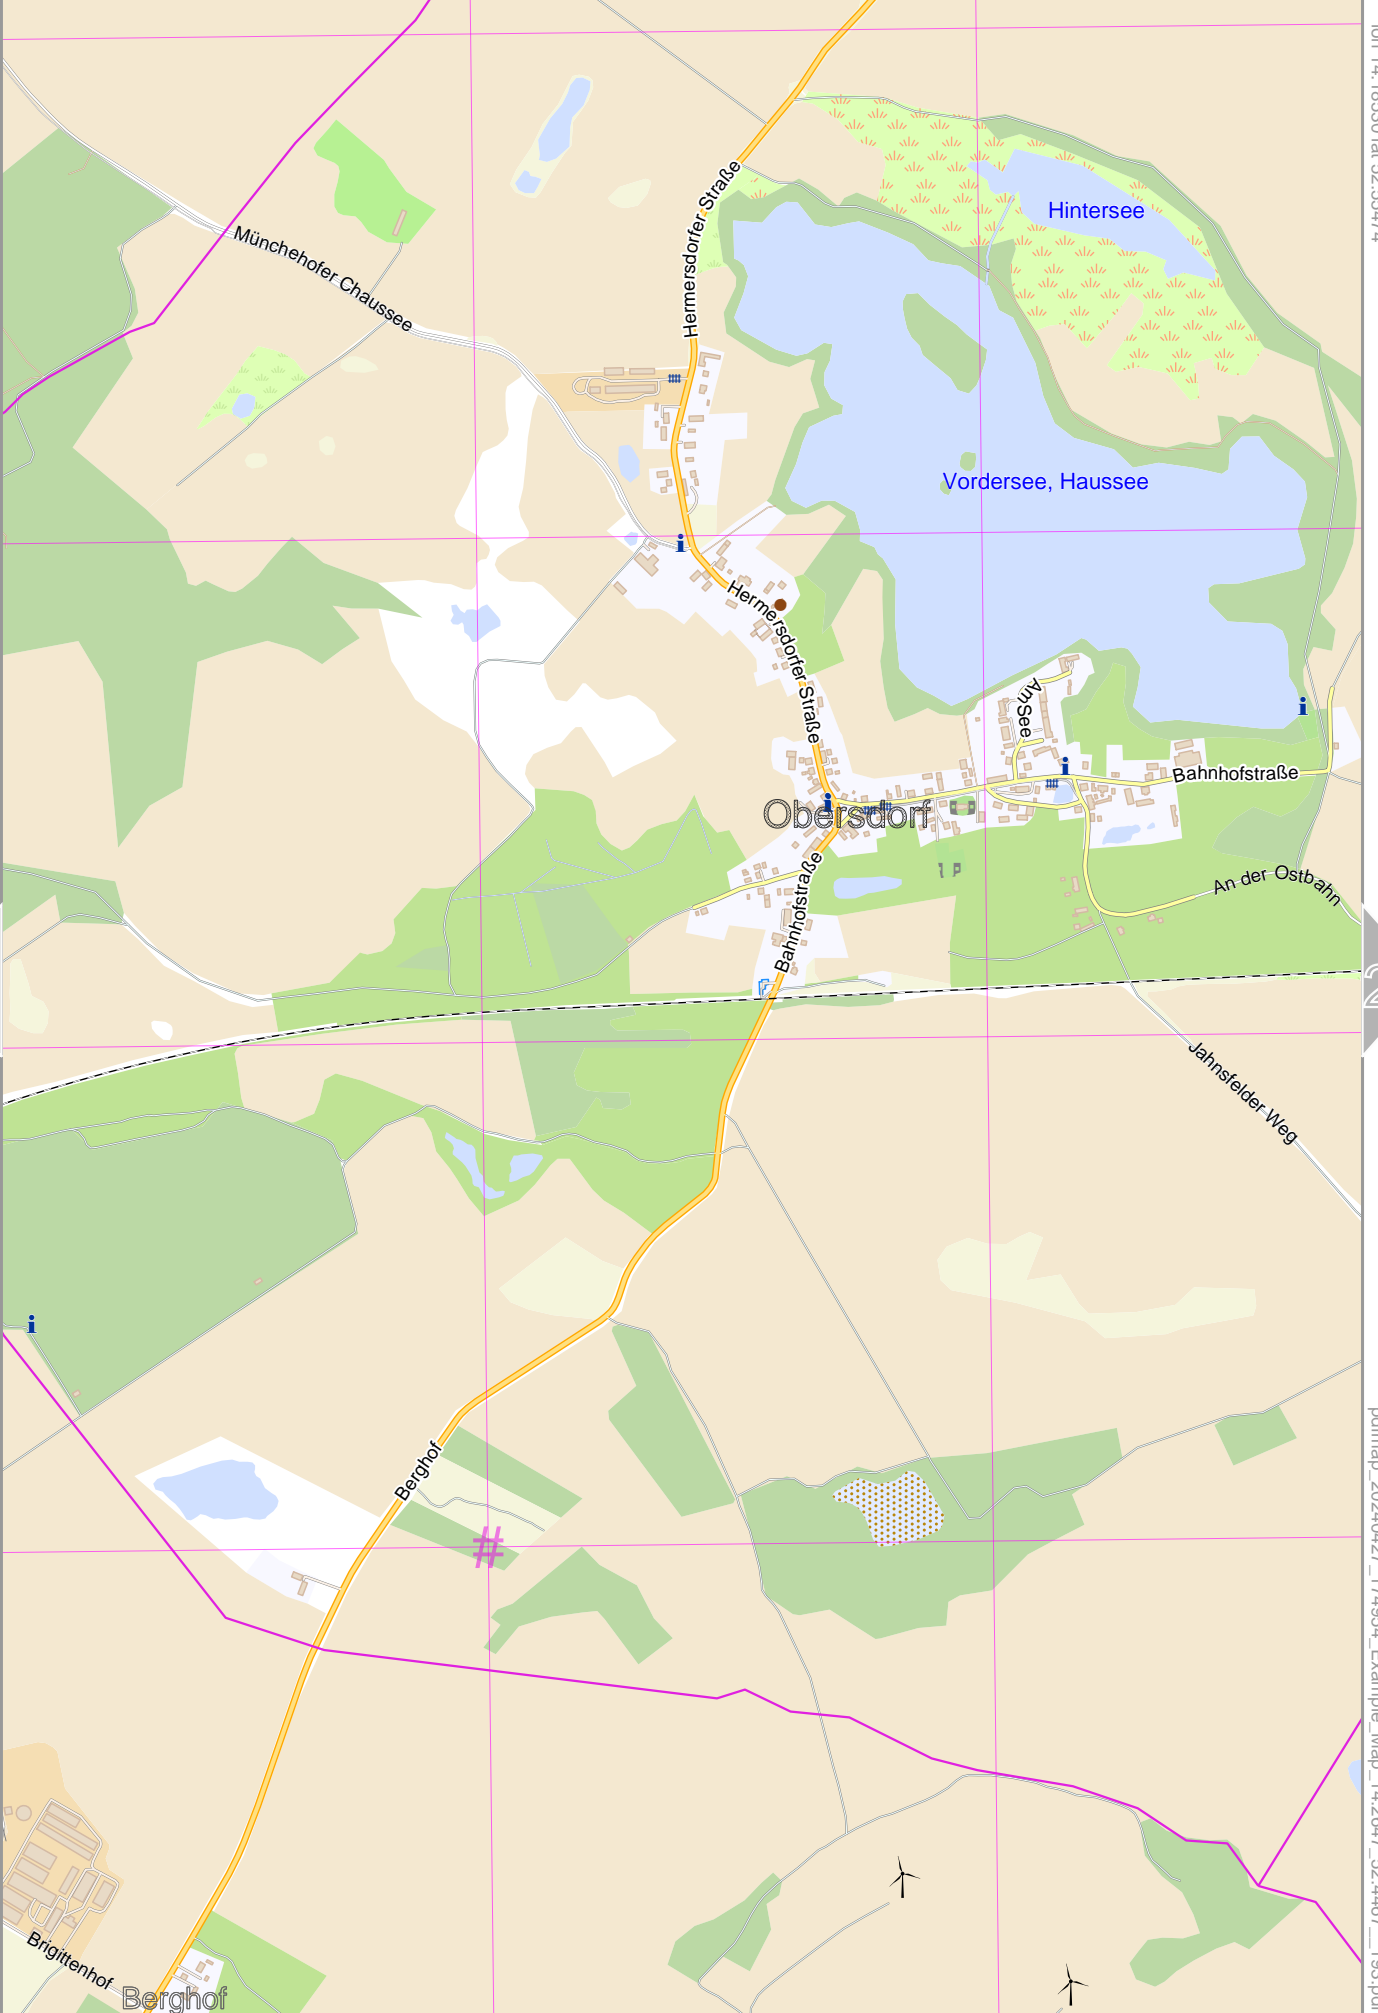 Hintersee
Hermersdorfer Straße
Münchehofer Chaussee
Vordersee, Haussee
i
Hermersdorfer Straße
Am See
i
i
Bahnhofstraße
i
Obersdorf
Bahnhofstraße
An der Ostbahn
2
Jahnsfelder Weg
i
Berghof
#
Brigittenhof
Berghof